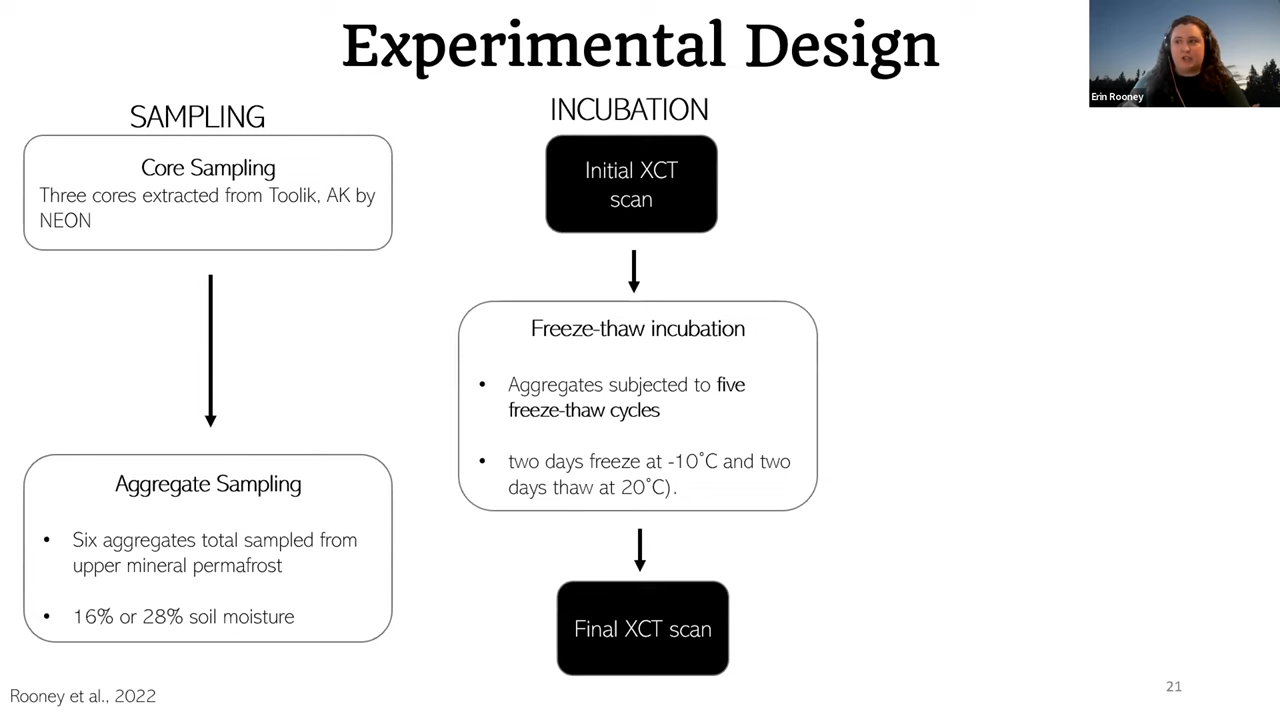 Experimental Design
Erin Rooney
SAMPLING
Core Sampling
Three cores extracted from Toolik, AK by
NEON
Aggregate Sampling
• Six aggregates total sampled from
upper mineral permafrost
• 16% or 28% soil moisture
INCUBATION
Initial XCT
scan
Freeze-thaw incubation
• Aggregates subjected to five
freeze-thaw cycles
• two days freeze at -10˚C and two
days thaw at 20˚C).
Final XCT scan
Rooney et al., 2022
21